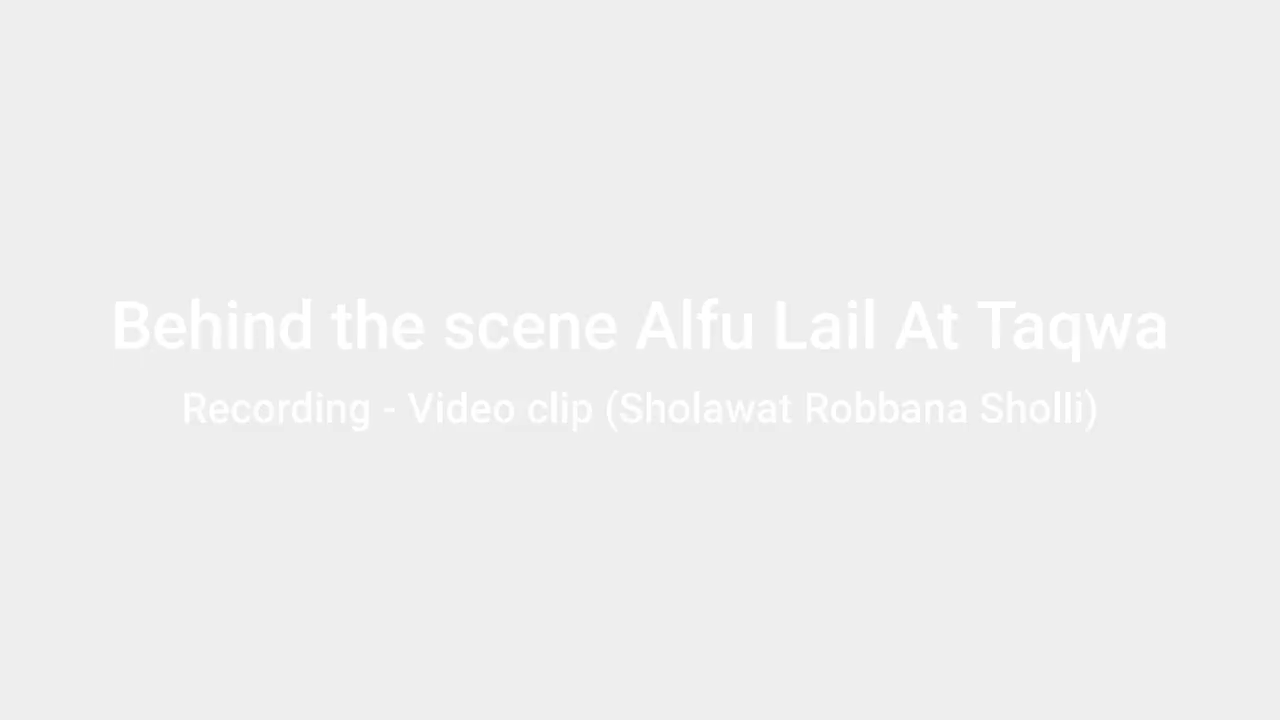 Behind the scene Alfu Lail At Taqwa
Recording - Video clip (Sholawat Robbana Sholli)